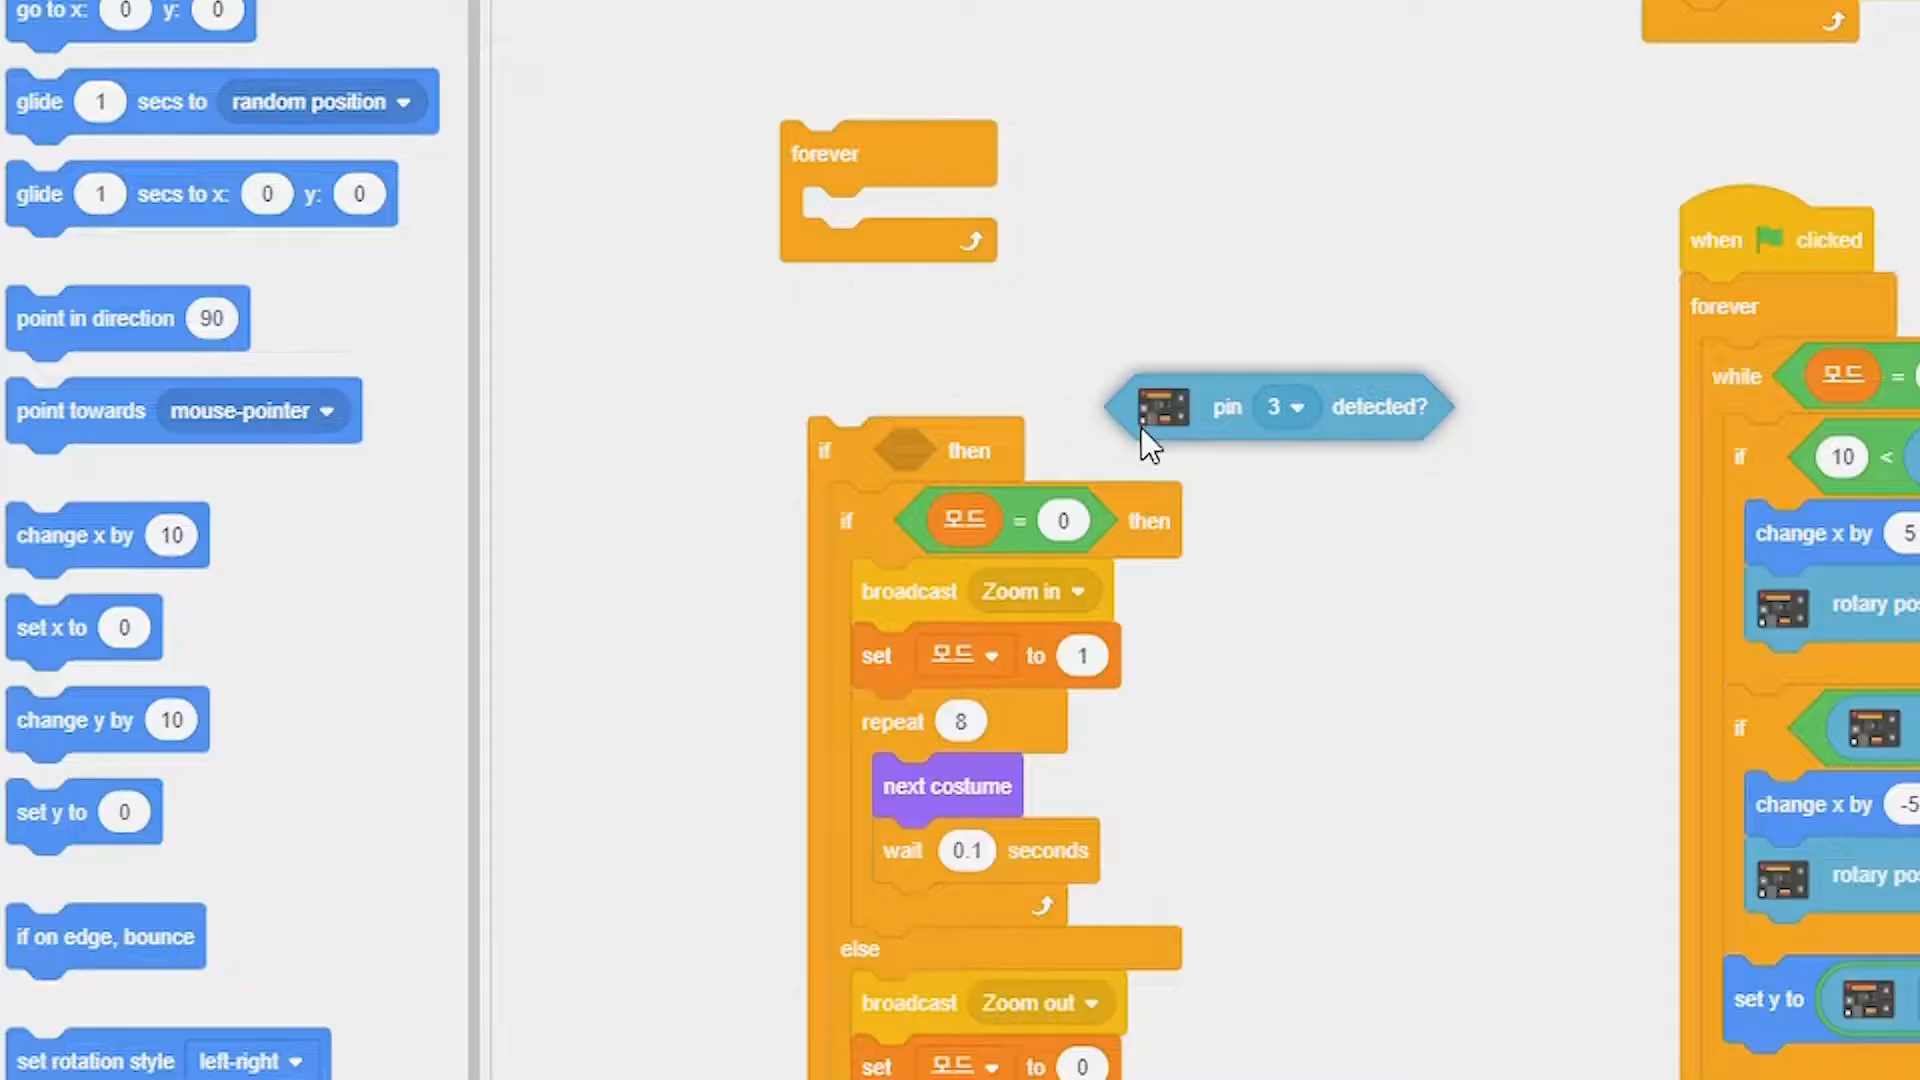 go to x: 0 y: 0
glide 1 secs to random position
glide 1 secs to x: 0 y: 0
point in direction 90
point towards mouse-pointer
change x by 10
set x to 0
change y by 10
set y to 0
if on edge, bounce
set rotation style left-right
forever
pin 3 detected?
if then
if 모드 = 0 then
broadcast Zoom in
set 모드 to 1
repeat 8
next costume
wait 0.1 seconds
else
broadcast Zoom out
set 모드 to 0
when clicked
forever
while 모드 =
if 10 <
change x by 5
rotary
if
change x by -5
rotary
set y to